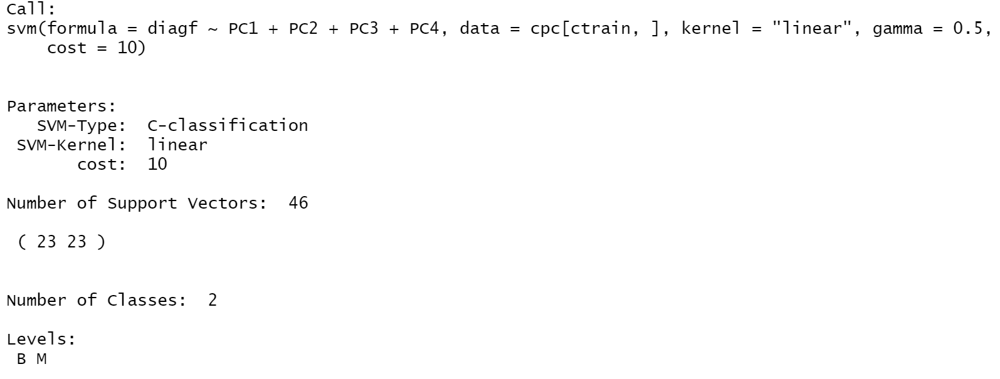 Call:
svm(formula = diagf ~ PC1 + PC2 + PC3 + PC4, data = cpc[ctrain, ], kernel = "linear", gamma = 0.5,
    cost = 10)
Parameters:
   SVM-Type:  C-classification
 SVM-Kernel:  linear
       cost:  10
Number of Support Vectors:  46
 ( 23 23 )
Number of Classes:  2
Levels:
 B M